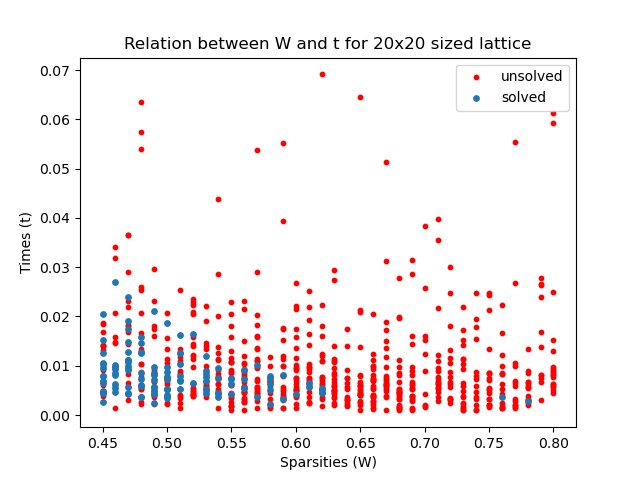 Relation between W and t for 20x20 sized lattice
unsolved
solved
Times (t)
0.07
0.06
0.05
0.04
0.03
0.02
0.01
0.00
0.45 0.50 0.55 0.60 0.65 0.70 0.75 0.80
Sparsities (W)